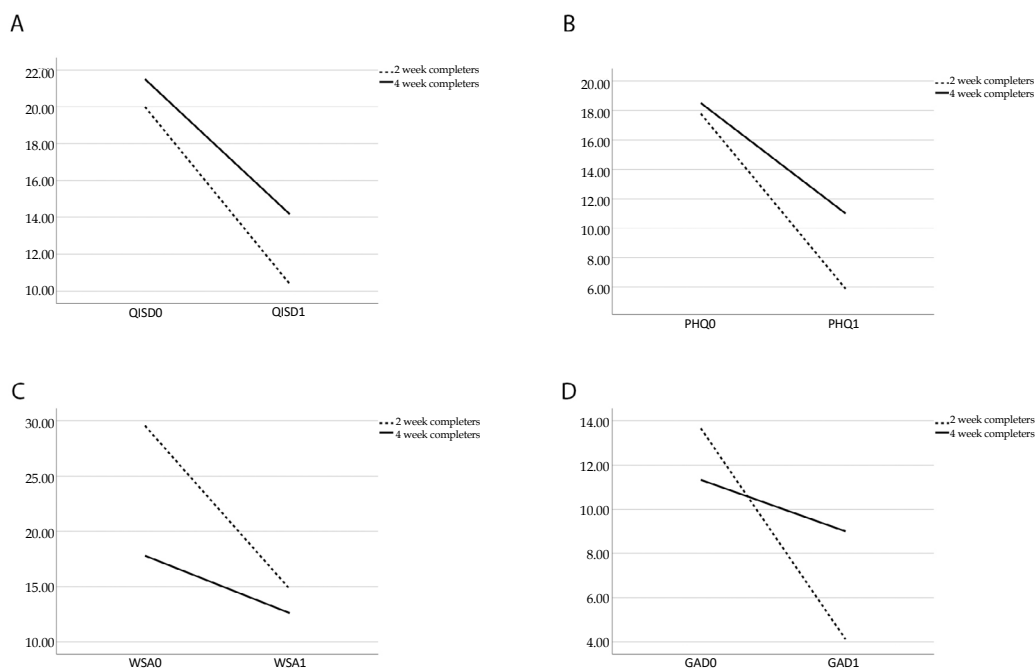 A
2 week completers
4 week completers
22.00
20.00
18.00
16.00
14.00
12.00
10.00
QISD0 QISD1
B
2 week completers
4 week completers
20.00
18.00
16.00
14.00
12.00
10.00
8.00
6.00
PHQ0 PHQ1
C
2 week completers
4 week completers
30.00
25.00
20.00
15.00
10.00
WSA0 WSA1
D
2 week completers
4 week completers
14.00
12.00
10.00
8.00
6.00
4.00
GAD0 GAD1